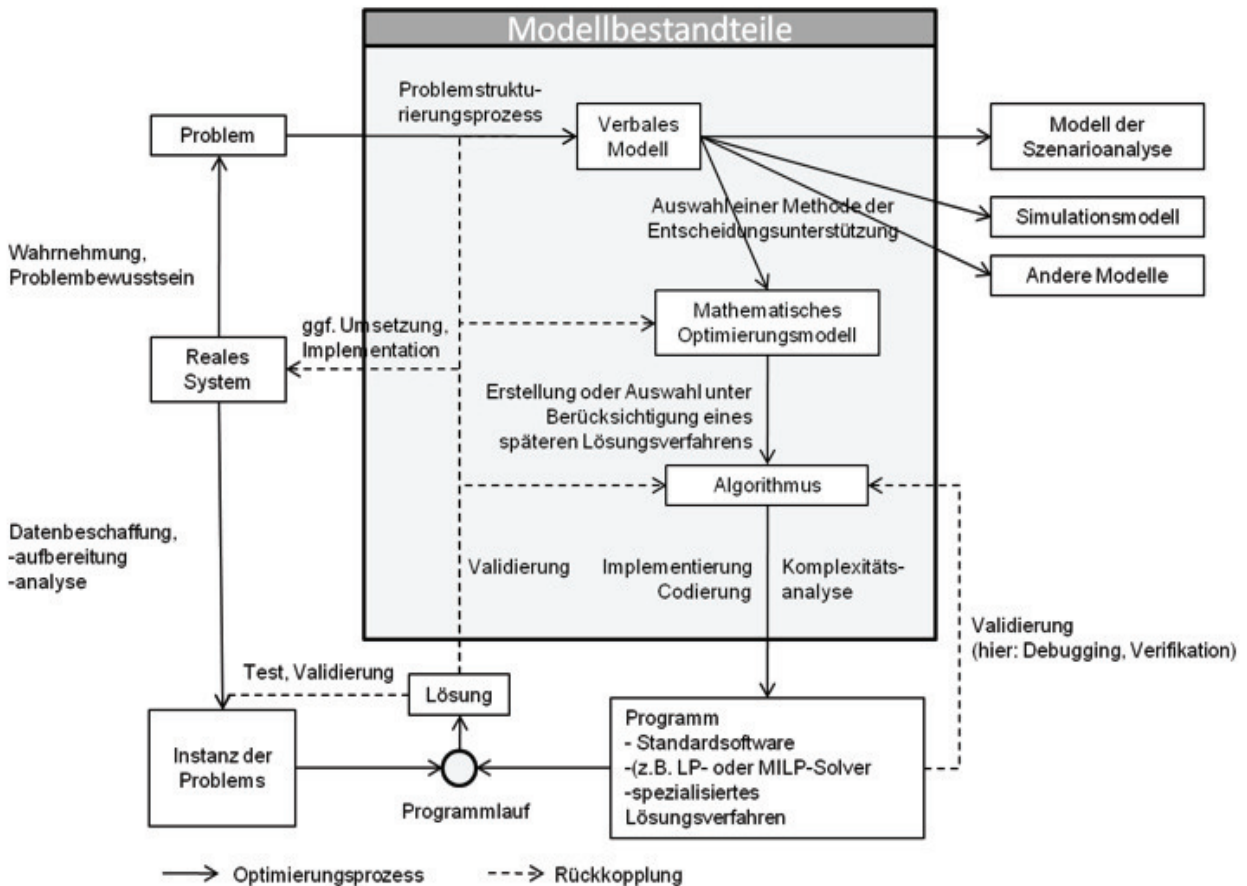 Modellbestandteile
Problemstruktu-
rierungsprozess
Problem
Verbales
Modell
Modell der
Szenarioanalyse
Auswahl einer Methode der
Entscheidungsunterstützung
Simulationsmodell
Andere Modelle
Wahrnehmung,
Problembewusstsein
Mathematisches
Optimierungsmodell
ggf. Umsetzung,
Implementation
Reales
System
Erstellung oder Auswahl unter
Berücksichtigung eines
späteren Lösungsverfahrens
Algorithmus
Datenbeschaffung,
-aufbereitung
-analyse
Validierung
Implementierung
Codierung
Komplexitäts-
analyse
Validierung
(hier: Debugging, Verifikation)
Test, Validierung
Lösung
Instanz der
Problems
Programmlauf
Programm
- Standardsoftware
-(z.B. LP- oder MILP-Solver
-spezialisiertes
Lösungsverfahren
Optimierungsprozess
Rückkopplung